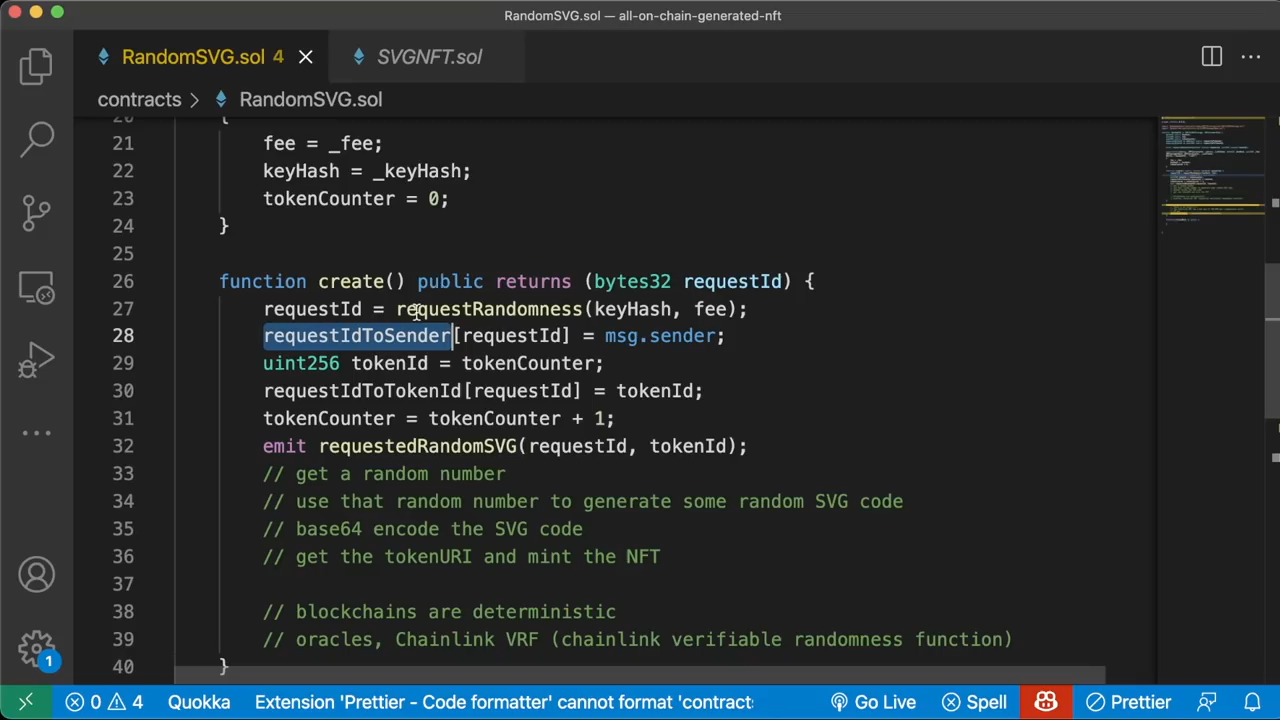 RandomSVG.sol — all-on-chain-generated-nft
RandomSVG.sol 4
SVGNFT.sol
contracts > RandomSVG.sol
20 {
21 fee = _fee;
22 keyHash = _keyHash;
23 tokenCounter = 0;
24 }
25
26 function create() public returns (bytes32 requestId) {
27 requestId = requestRandomness(keyHash, fee);
28 requestIdToSender[requestId] = msg.sender;
29 uint256 tokenId = tokenCounter;
30 requestIdToTokenId[requestId] = tokenId;
31 tokenCounter = tokenCounter + 1;
32 emit requestedRandomSVG(requestId, tokenId);
33 // get a random number
34 // use that random number to generate some random SVG code
35 // base64 encode the SVG code
36 // get the tokenURI and mint the NFT
37
38 // blockchains are deterministic
39 // oracles, Chainlink VRF (chainlink verifiable randomness function)
40 }
1
0 4 Quokka Extension 'Prettier - Code formatter' cannot format 'contract: Go Live Spell Prettier